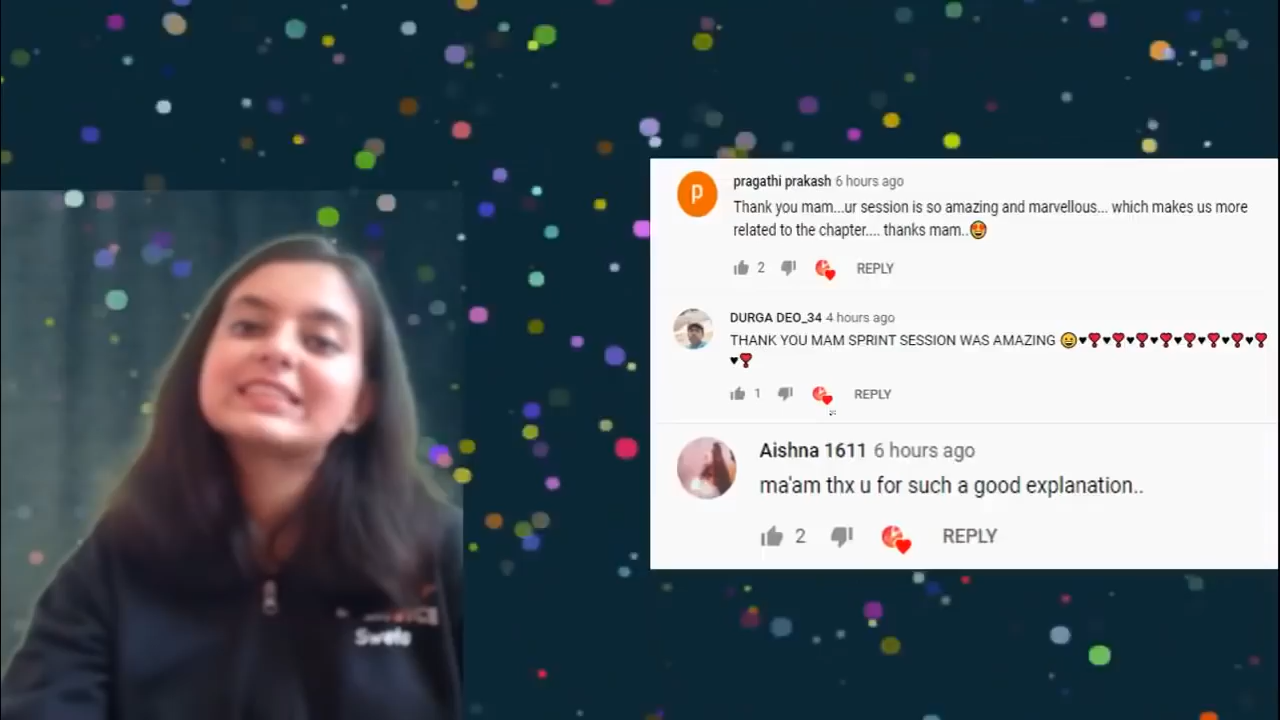 pragathi prakash 6 hours ago
Thank you mam...ur session is so amazing and marvellous... which makes us more
related to the chapter.... thanks mam..🤩
2 REPLY
DURGA DEO_34 4 hours ago
THANK YOU MAM SPRINT SESSION WAS AMAZING 😀♥❣♥❣♥❣♥❣♥❣♥❣♥❣♥❣
♥❣
1 REPLY
Aishna 1611 6 hours ago
ma'am thx u for such a good explanation..
2 REPLY
P